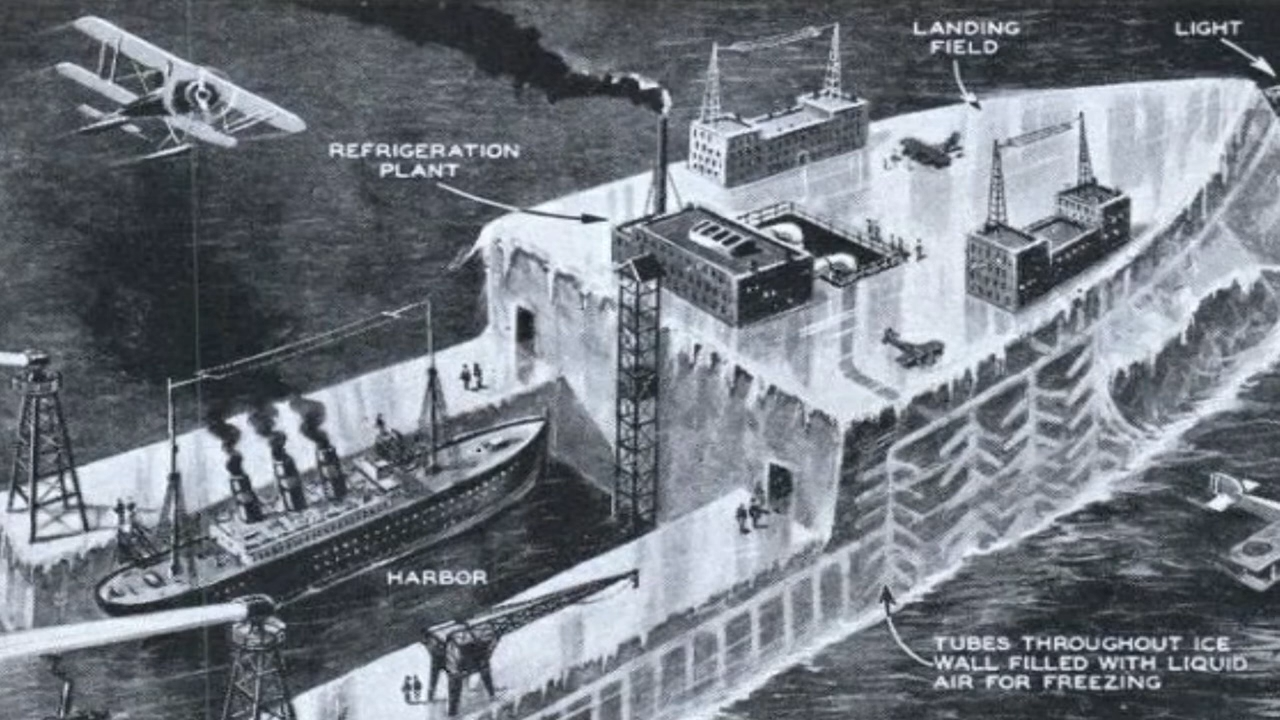 LANDING
FIELD
LIGHT
REFRIGERATION
PLANT
HARBOR
TUBES THROUGHOUT ICE
WALL FILLED WITH LIQUID
AIR FOR FREEZING